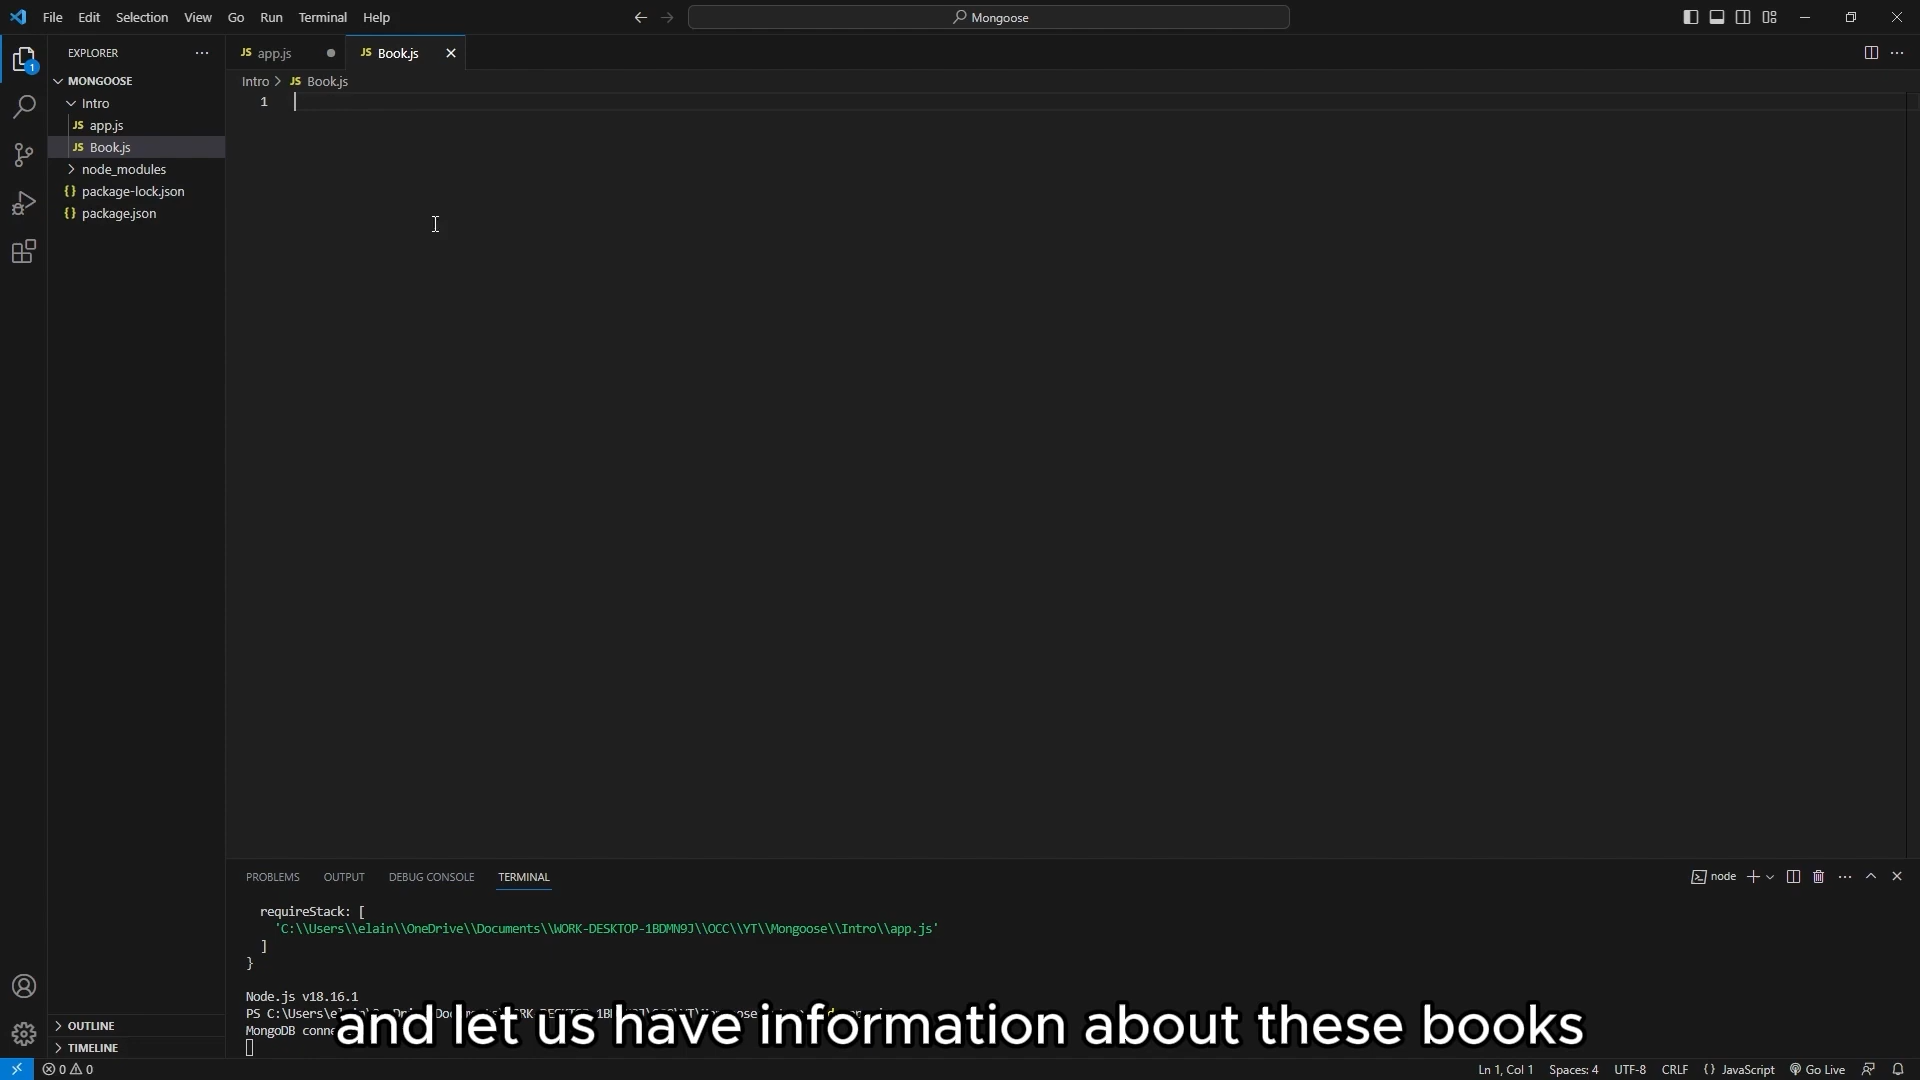 File Edit Selection View Go Run Terminal Help
Mongoose
EXPLORER
JS app.js
JS Book.js
MONGOOSE
Intro
JS app.js
JS Book.js
node_modules
{} package-lock.json
{} package.json
Intro > JS Book.js
1
1
PROBLEMS OUTPUT DEBUG CONSOLE TERMINAL
node
requireStack: [
'C:\\Users\\elain\\OneDrive\\Documents\\WORK-DESKTOP-1BDMN9J\\OCC\\YT\\Mongoose\\Intro\\app.js'
]
}
Node.js v18.16.1
PS C:\Users\
MongoDB
and let us have information about these books
OUTLINE
TIMELINE
0 0
Ln 1, Col 1 Spaces: 4 UTF-8 CRLF {} JavaScript Go Live